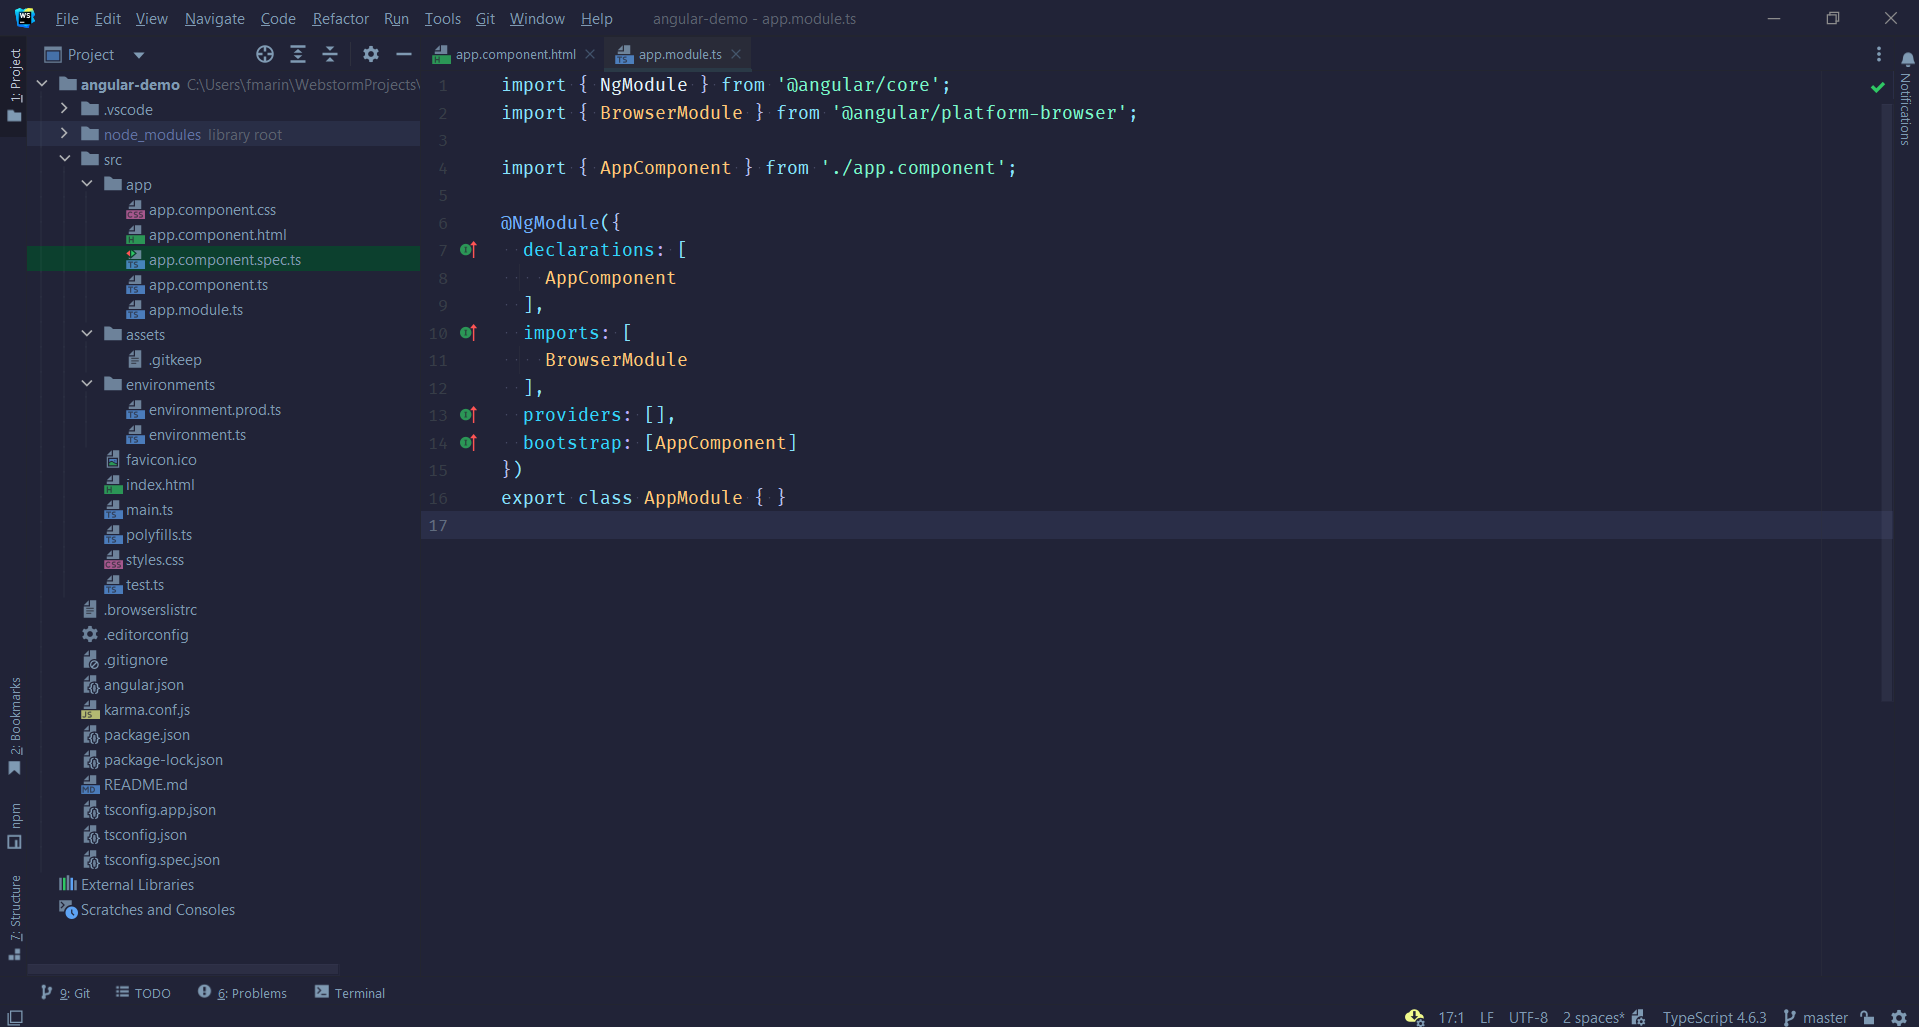 WS
File Edit View Navigate Code Refactor Run Tools Git Window Help angular-demo - app.module.ts
Project
app.component.html
app.module.ts
1: Project
2: Bookmarks
npm
7: Structure
Notifications
angular-demo C:\Users\fmarin\WebstormProjects\
.vscode
node_modules library root
src
app
app.component.css
app.component.html
app.component.spec.ts
app.component.ts
app.module.ts
assets
.gitkeep
environments
environment.prod.ts
environment.ts
favicon.ico
index.html
main.ts
polyfills.ts
styles.css
test.ts
.browserslistrc
.editorconfig
.gitignore
angular.json
karma.conf.js
package.json
package-lock.json
README.md
tsconfig.app.json
tsconfig.json
tsconfig.spec.json
External Libraries
Scratches and Consoles
1 import { NgModule } from '@angular/core';
2 import { BrowserModule } from '@angular/platform-browser';
3
4 import { AppComponent } from './app.component';
5
6 @NgModule({
7 declarations: [
8 AppComponent
9 ],
10 imports: [
11 BrowserModule
12 ],
13 providers: [],
14 bootstrap: [AppComponent]
15 })
16 export class AppModule { }
17
9: Git TODO 6: Problems Terminal
17:1 LF UTF-8 2 spaces* TypeScript 4.6.3 master